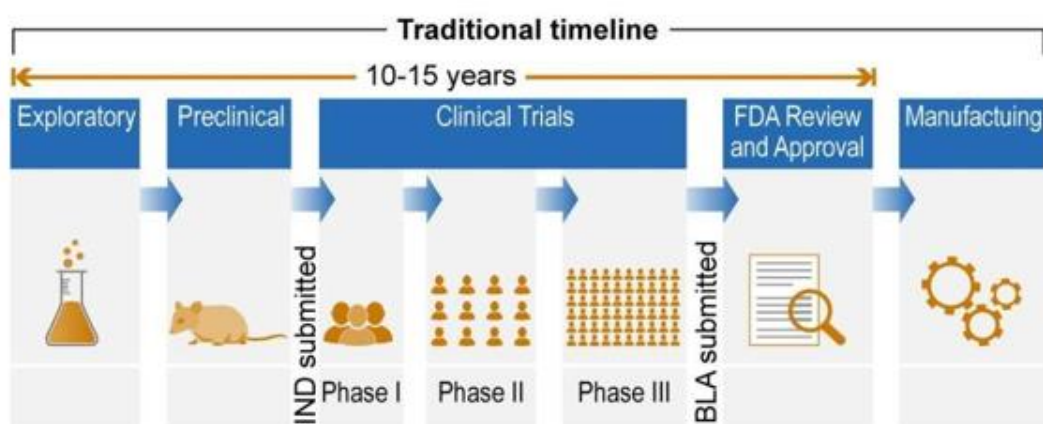 Traditional timeline
10-15 years
Exploratory
Preclinical
Clinical Trials
FDA Review
and Approval
Manufactuing
IND submitted
BLA submitted
Phase I
Phase II
Phase III